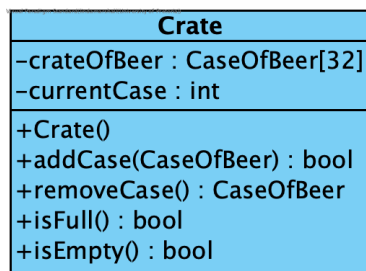 Crate
-crateOfBeer : CaseOfBeer[32]
-currentCase : int
+Crate()
+addCase(CaseOfBeer) : bool
+removeCase() : CaseOfBeer
+isFull() : bool
+isEmpty() : bool